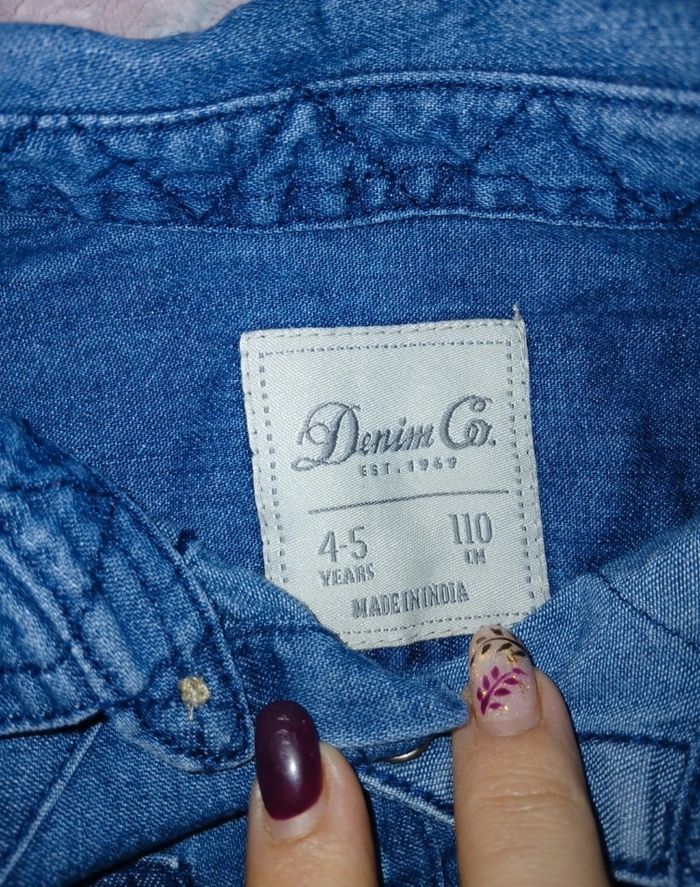 Denim Co.
EST. 1969
4-5 110
YEARS CM
MADE IN INDIA